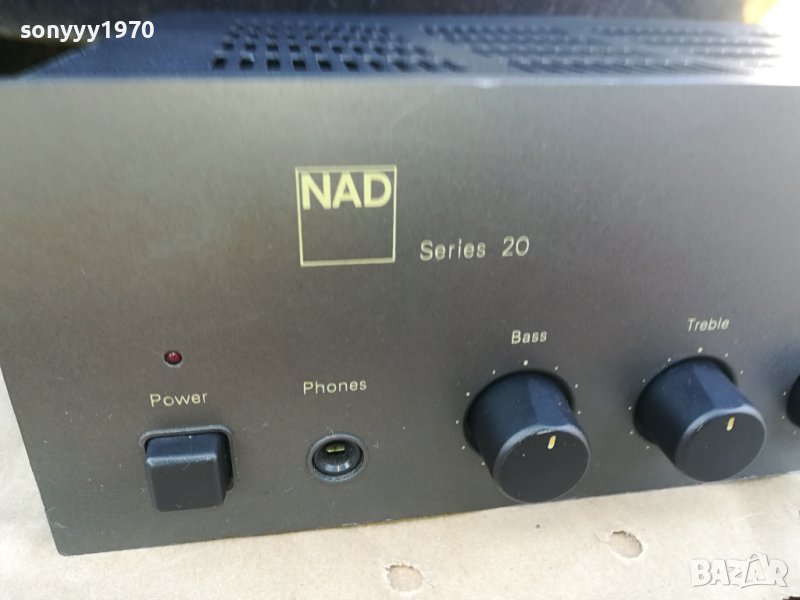 sonyyy1970
NAD
Series 20
Bass
Treble
Power
Phones
BAZAR